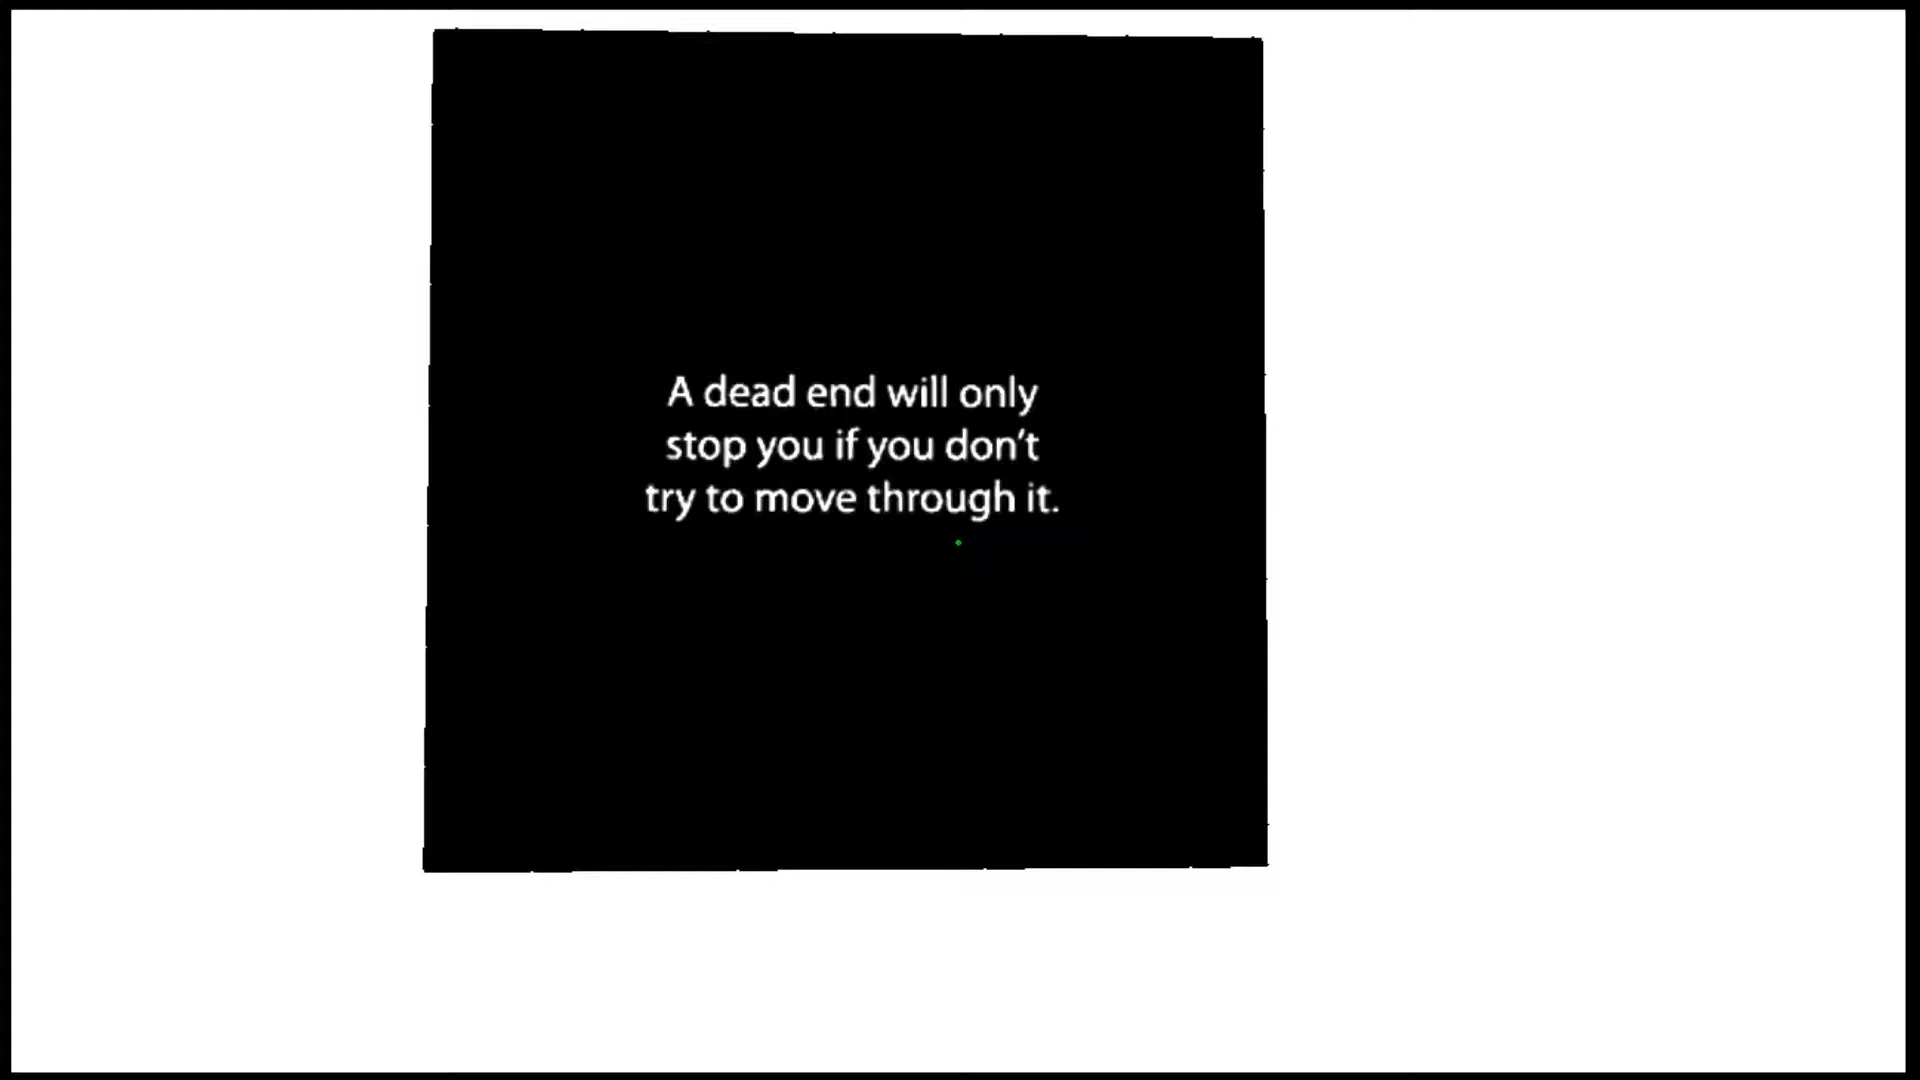 A dead end will only
stop you if you don’t
try to move through it.